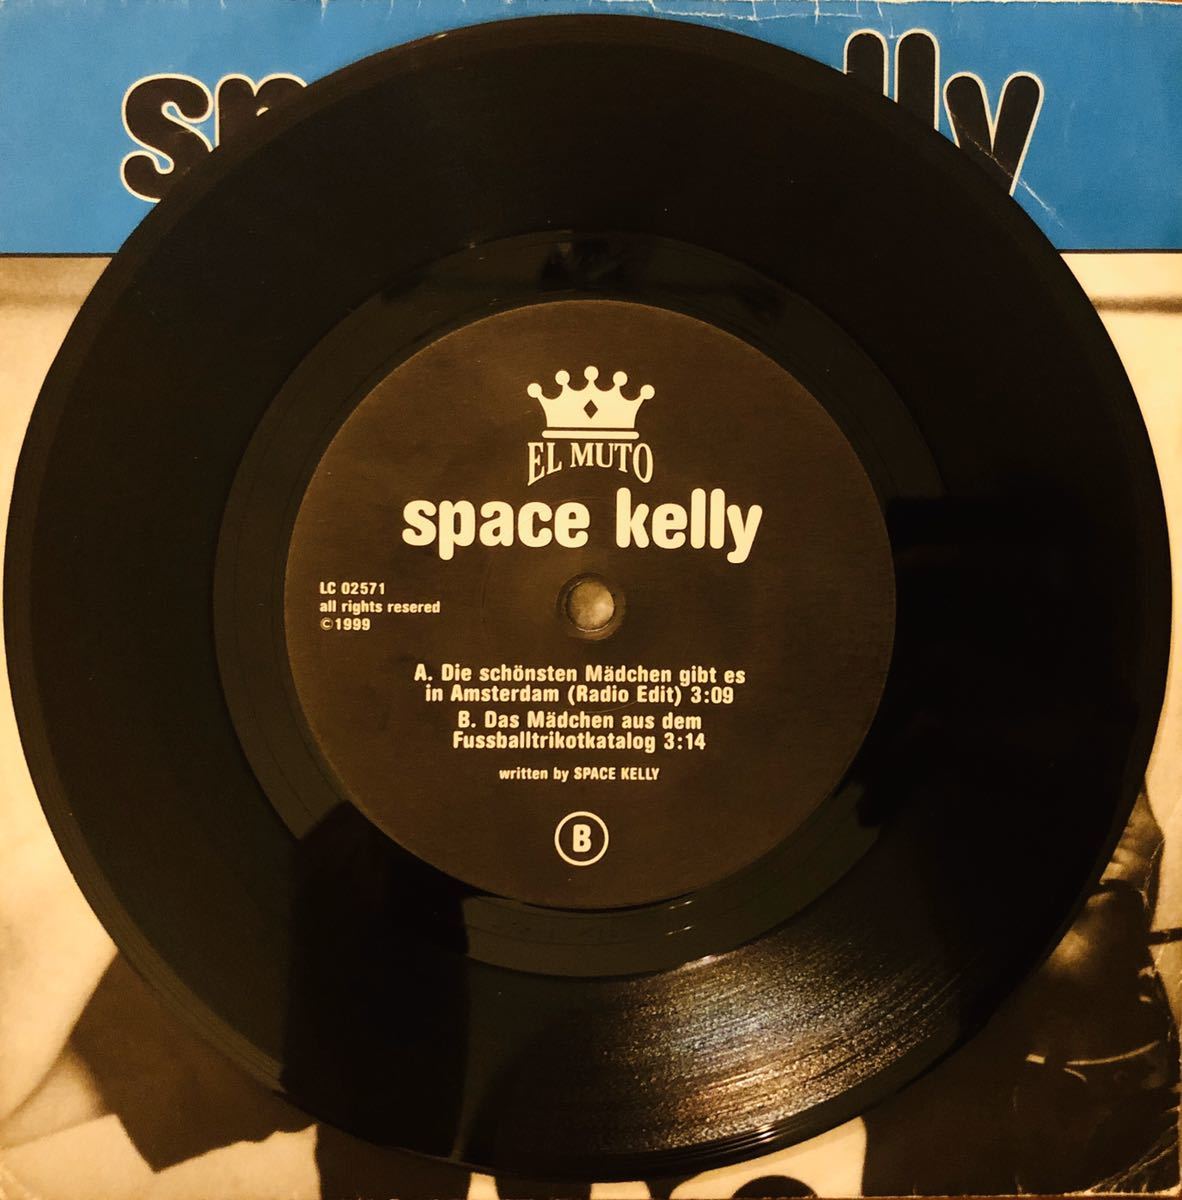 EL MUTO
space kelly
LC 02571
all rights resered
©1999
A. Die schönsten Mädchen gibt es
in Amsterdam (Radio Edit) 3:09
B. Das Mädchen aus dem
Fussballtrikotkatalog 3:14
written by SPACE KELLY
B